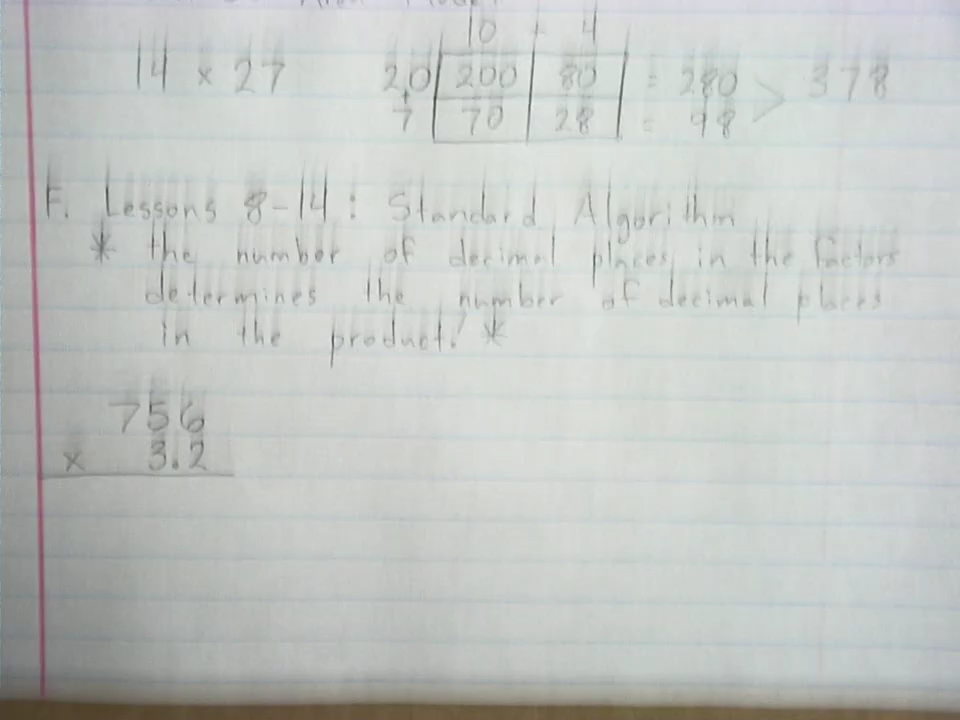 Area Model
10 + 4
14 × 27 20 200 80 = 280 > 378
+
7 70 28 = 98
F. Lessons 8-14: Standard Algorithm
* the number of decimal places in the factors
determines the number of decimal places
in the product! *
756
× 3.2